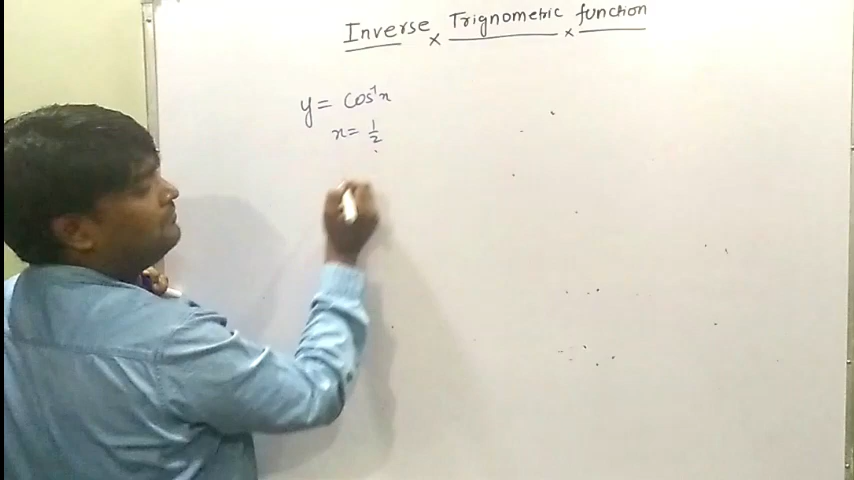 Inverse Trignometric function
y = cos⁻¹x
x = 1/2